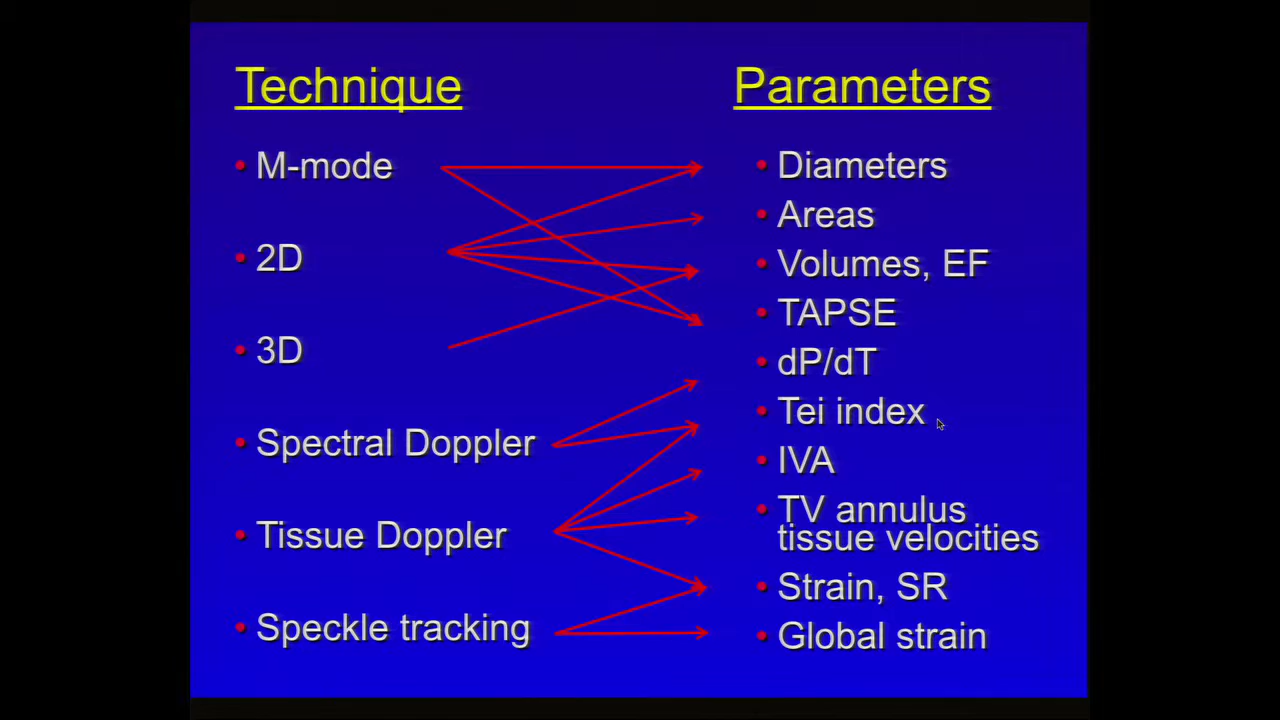 Technique
• M-mode
• 2D
• 3D
• Spectral Doppler
• Tissue Doppler
• Speckle tracking
Parameters
• Diameters
• Areas
• Volumes, EF
• TAPSE
• dP/dT
• Tei index
• IVA
• TV annulus
tissue velocities
• Strain, SR
• Global strain